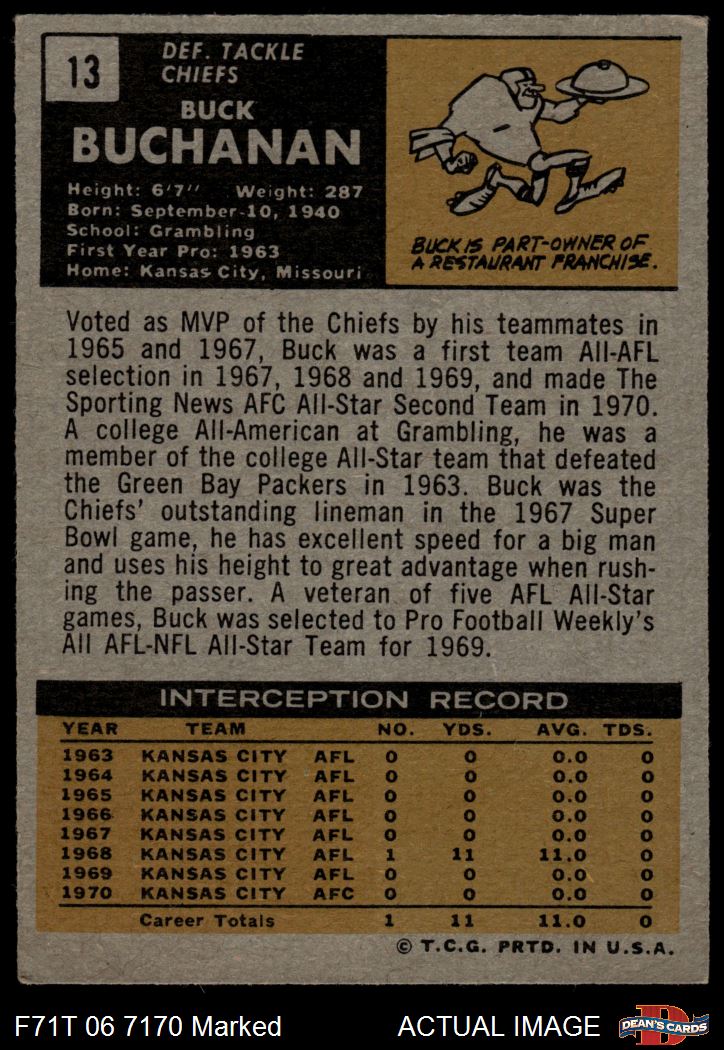 13
DEF. TACKLE
CHIEFS
BUCK
BUCHANAN
Height: 6'7" Weight: 287
Born: September 10, 1940
School: Grambling
First Year Pro: 1963
Home: Kansas City, Missouri
BUCK IS PART-OWNER OF
A RESTAURANT FRANCHISE.
Voted as MVP of the Chiefs by his teammates in
1965 and 1967, Buck was a first team All-AFL
selection in 1967, 1968 and 1969, and made The
Sporting News AFC All-Star Second Team in 1970.
A college All-American at Grambling, he was a
member of the college All-Star team that defeated
the Green Bay Packers in 1963. Buck was the
Chiefs' outstanding lineman in the 1967 Super
Bowl game, he has excellent speed for a big man
and uses his height to great advantage when rush-
ing the passer. A veteran of five AFL All-Star
games, Buck was selected to Pro Football Weekly's
All AFL-NFL All-Star Team for 1969.
INTERCEPTION RECORD
YEAR TEAM NO. YDS. AVG. TDS.
1963 KANSAS CITY AFL 0 0 0.0 0
1964 KANSAS CITY AFL 0 0 0.0 0
1965 KANSAS CITY AFL 0 0 0.0 0
1966 KANSAS CITY AFL 0 0 0.0 0
1967 KANSAS CITY AFL 0 0 0.0 0
1968 KANSAS CITY AFL 1 11 11.0 0
1969 KANSAS CITY AFL 0 0 0.0 0
1970 KANSAS CITY AFC 0 0 0.0 0
Career Totals 1 11 11.0 0
© T.C.G. PRTD. IN U.S.A.
F71T 06 7170 Marked ACTUAL IMAGE
D
DEAN'S CARDS